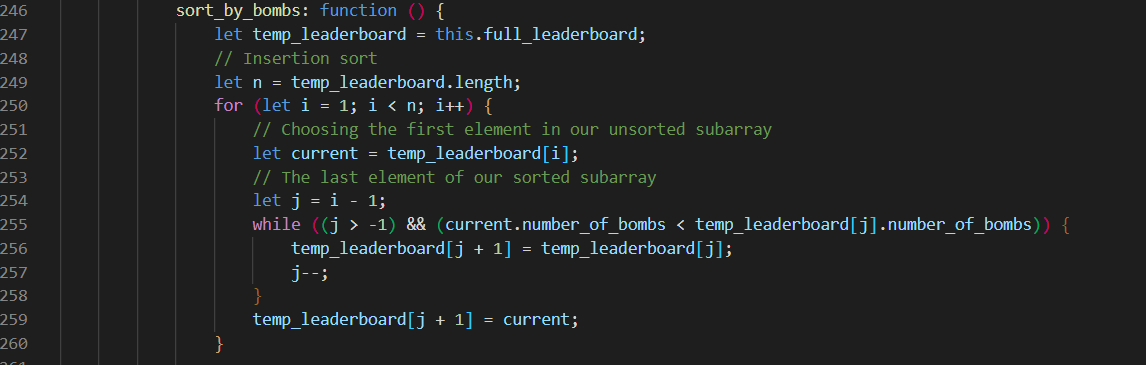 246 sort_by_bombs: function () {
247 let temp_leaderboard = this.full_leaderboard;
248 // Insertion sort
249 let n = temp_leaderboard.length;
250 for (let i = 1; i < n; i++) {
251 // Choosing the first element in our unsorted subarray
252 let current = temp_leaderboard[i];
253 // The last element of our sorted subarray
254 let j = i - 1;
255 while ((j > -1) && (current.number_of_bombs < temp_leaderboard[j].number_of_bombs)) {
256 temp_leaderboard[j + 1] = temp_leaderboard[j];
257 j--;
258 }
259 temp_leaderboard[j + 1] = current;
260 }